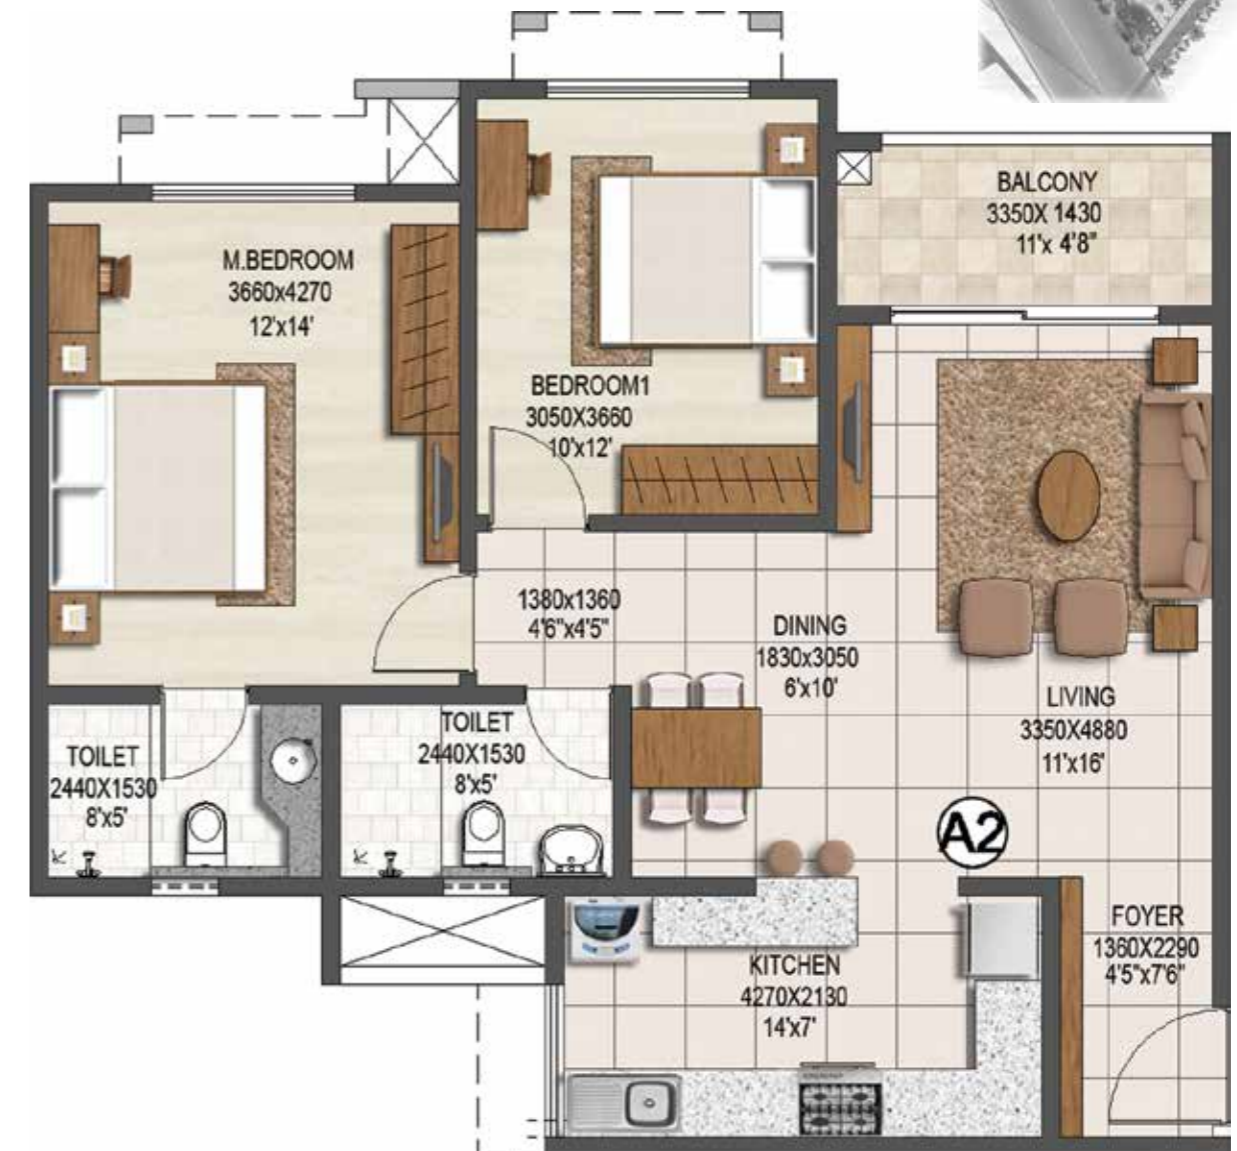 BALCONY
3350X 1430
11'x 4'8"
M.BEDROOM
3660x4270
12'x14'
BEDROOM1
3050X3660
10'x12'
1380x1360
4'6"x4'5"
DINING
1830x3050
6'x10'
LIVING
3350X4880
11'x16'
TOILET
2440X1530
8'x5'
TOILET
2440X1530
8'x5'
A2
FOYER
1360X2290
4'5"x7'6"
KITCHEN
4270X2130
14'x7'